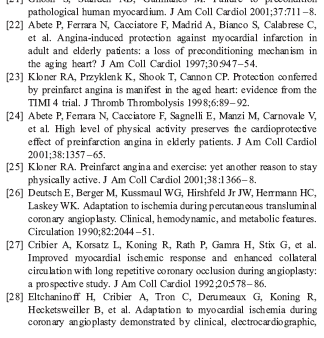 pathological human myocardium. J Am Coll Cardiol 2001;37:711–8.
[22] Abete P, Ferrara N, Cacciatore F, Madrid A, Bianco S, Calabrese C,
et al. Angina-induced protection against myocardial infarction in
adult and elderly patients: a loss of preconditioning mechanism in
the aging heart? J Am Coll Cardiol 1997;30:947–54.
[23] Kloner RA, Przyklenk K, Shook T, Cannon CP. Protection conferred
by preinfarct angina is manifest in the aged heart: evidence from the
TIMI 4 trial. J Thromb Thrombolysis 1998;6:89–92.
[24] Abete P, Ferrara N, Cacciatore F, Sagnelli E, Manzi M, Carnovale V,
et al. High level of physical activity preserves the cardioprotective
effect of preinfarction angina in elderly patients. J Am Coll Cardiol
2001;38:1357–65.
[25] Kloner RA. Preinfarct angina and exercise: yet another reason to stay
physically active. J Am Coll Cardiol 2001;38:1366–8.
[26] Deutsch E, Berger M, Kussmaul WG, Hirshfeld Jr JW, Herrmann HC,
Laskey WK. Adaptation to ischemia during percutaneous transluminal
coronary angioplasty. Clinical, hemodynamic, and metabolic features.
Circulation 1990;82:2044–51.
[27] Cribier A, Korsatz L, Koning R, Rath P, Gamra H, Stix G, et al.
Improved myocardial ischemic response and enhanced collateral
circulation with long repetitive coronary occlusion during angioplasty:
a prospective study. J Am Coll Cardiol 1992;20:578–86.
[28] Eltchaninoff H, Cribier A, Tron C, Derumeaux G, Koning R,
Hecketsweiller B, et al. Adaptation to myocardial ischemia during
coronary angioplasty demonstrated by clinical, electrocardiographic,